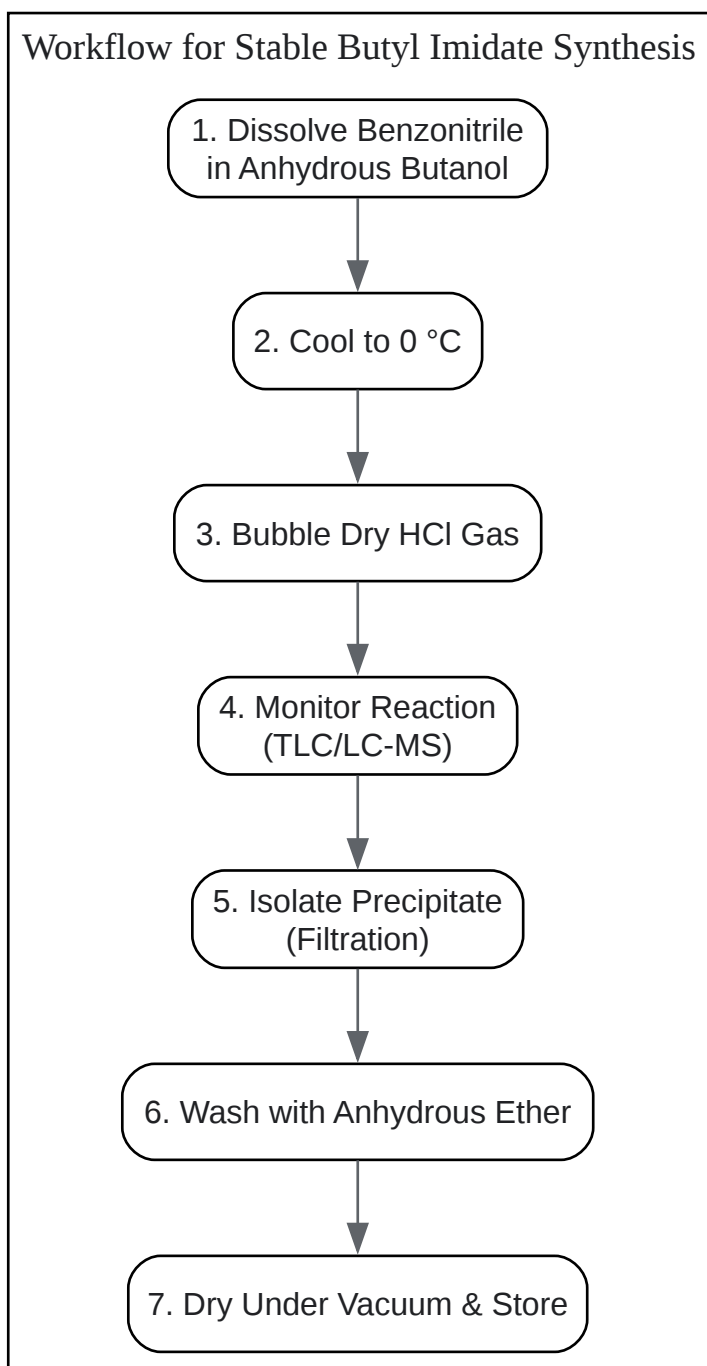 Workflow for Stable Butyl Imidate Synthesis
1. Dissolve Benzonitrile
in Anhydrous Butanol
2. Cool to 0 °C
3. Bubble Dry HCl Gas
4. Monitor Reaction
(TLC/LC-MS)
5. Isolate Precipitate
(Filtration)
6. Wash with Anhydrous Ether
7. Dry Under Vacuum & Store